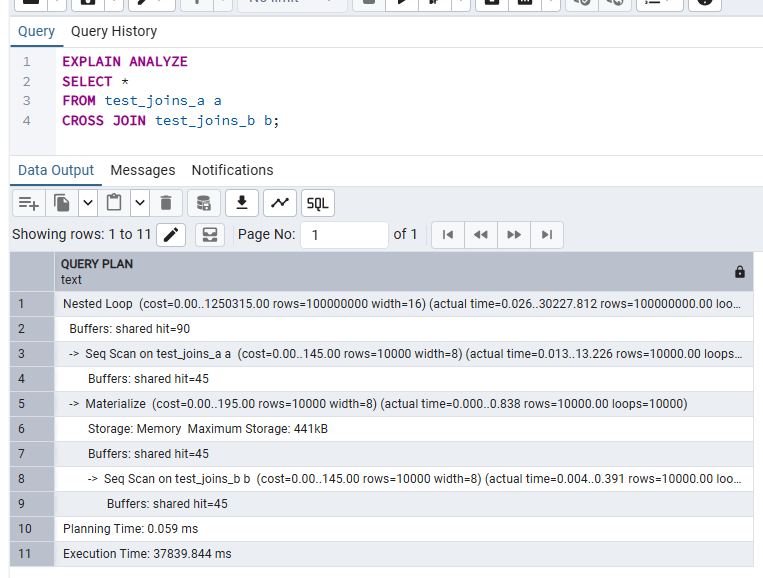 Query Query History
1 EXPLAIN ANALYZE
2 SELECT *
3 FROM test_joins_a a
4 CROSS JOIN test_joins_b b;
Data Output Messages Notifications
SQL
Showing rows: 1 to 11 Page No: 1 of 1
QUERY PLAN
text
1 Nested Loop (cost=0.00..1250315.00 rows=100000000 width=16) (actual time=0.026..30227.812 rows=100000000.00 loo...
2 Buffers: shared hit=90
3 -> Seq Scan on test_joins_a a (cost=0.00..145.00 rows=10000 width=8) (actual time=0.013..13.226 rows=10000.00 loops...
4 Buffers: shared hit=45
5 -> Materialize (cost=0.00..195.00 rows=10000 width=8) (actual time=0.000..0.838 rows=10000.00 loops=10000)
6 Storage: Memory Maximum Storage: 441kB
7 Buffers: shared hit=45
8 -> Seq Scan on test_joins_b b (cost=0.00..145.00 rows=10000 width=8) (actual time=0.004..0.391 rows=10000.00 loo...
9 Buffers: shared hit=45
10 Planning Time: 0.059 ms
11 Execution Time: 37839.844 ms